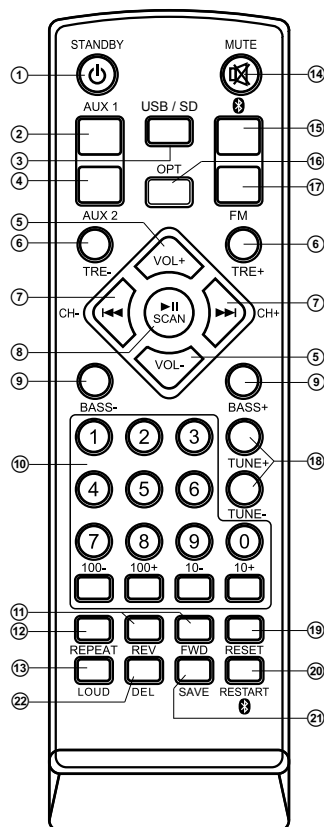 STANDBY MUTE
1 14
AUX 1 USB / SD
2 15
3 16
4 OPT 17
AUX 2 FM
5 VOL+
6 6
TRE- TRE+
7 7
CH- CH+
8 SCAN
VOL- 5
9 9
BASS- BASS+
10 1 2 3
TUNE+ 18
4 5 6
TUNE-
7 8 9 0
100- 100+ 10- 10+
11
12 19
REPEAT REV FWD RESET
13 20
LOUD DEL SAVE RESTART
22 21